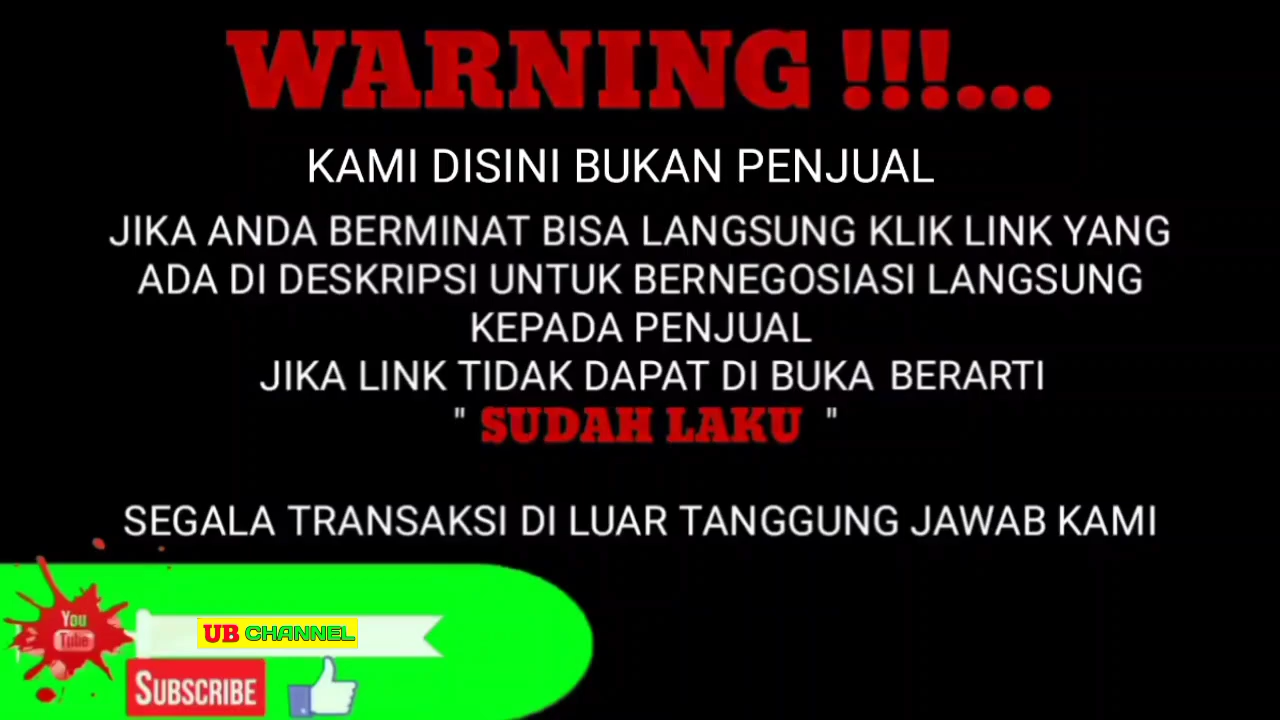 WARNING !!!...
KAMI DISINI BUKAN PENJUAL
JIKA ANDA BERMINAT BISA LANGSUNG KLIK LINK YANG
ADA DI DESKRIPSI UNTUK BERNEGOSIASI LANGSUNG
KEPADA PENJUAL
JIKA LINK TIDAK DAPAT DI BUKA BERARTI
" SUDAH LAKU "
SEGALA TRANSAKSI DI LUAR TANGGUNG JAWAB KAMI
You
Tube
UB CHANNEL
SUBSCRIBE